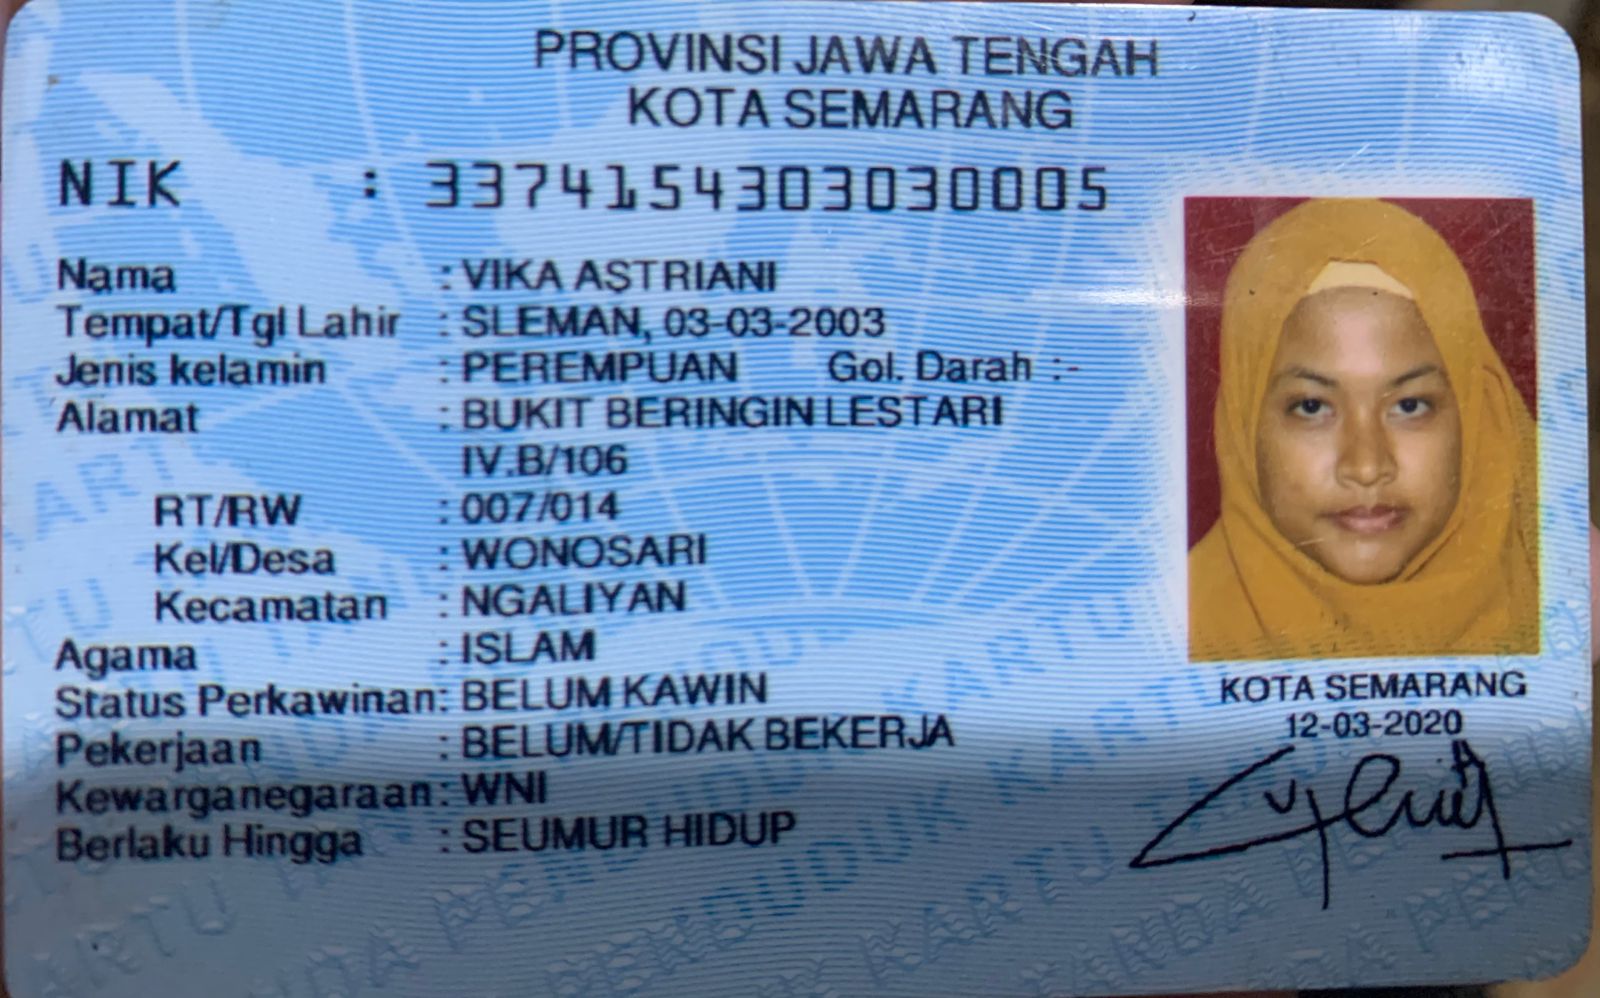 PROVINSI JAWA TENGAH
KOTA SEMARANG
NIK : 3374154303030005
Nama : VIKA ASTRIANI
Tempat/Tgl Lahir : SLEMAN, 03-03-2003
Jenis kelamin : PEREMPUAN Gol. Darah :-
Alamat : BUKIT BERINGIN LESTARI
IV.B/106
RT/RW : 007/014
Kel/Desa : WONOSARI
Kecamatan : NGALIYAN
Agama : ISLAM
Status Perkawinan: BELUM KAWIN
Pekerjaan : BELUM/TIDAK BEKERJA
Kewarganegaraan: WNI
Berlaku Hingga : SEUMUR HIDUP
KOTA SEMARANG
12-03-2020